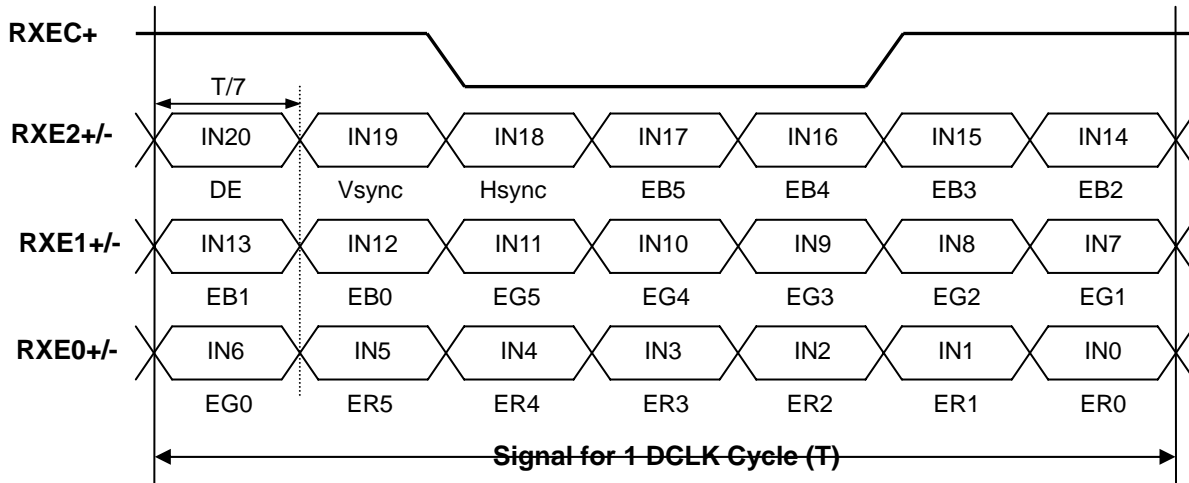 RXEC+
T/7
RXE2+/- IN20 IN19 IN18 IN17 IN16 IN15 IN14
DE Vsync Hsync EB5 EB4 EB3 EB2
RXE1+/- IN13 IN12 IN11 IN10 IN9 IN8 IN7
EB1 EB0 EG5 EG4 EG3 EG2 EG1
RXE0+/- IN6 IN5 IN4 IN3 IN2 IN1 IN0
EG0 ER5 ER4 ER3 ER2 ER1 ER0
Signal for 1 DCLK Cycle (T)